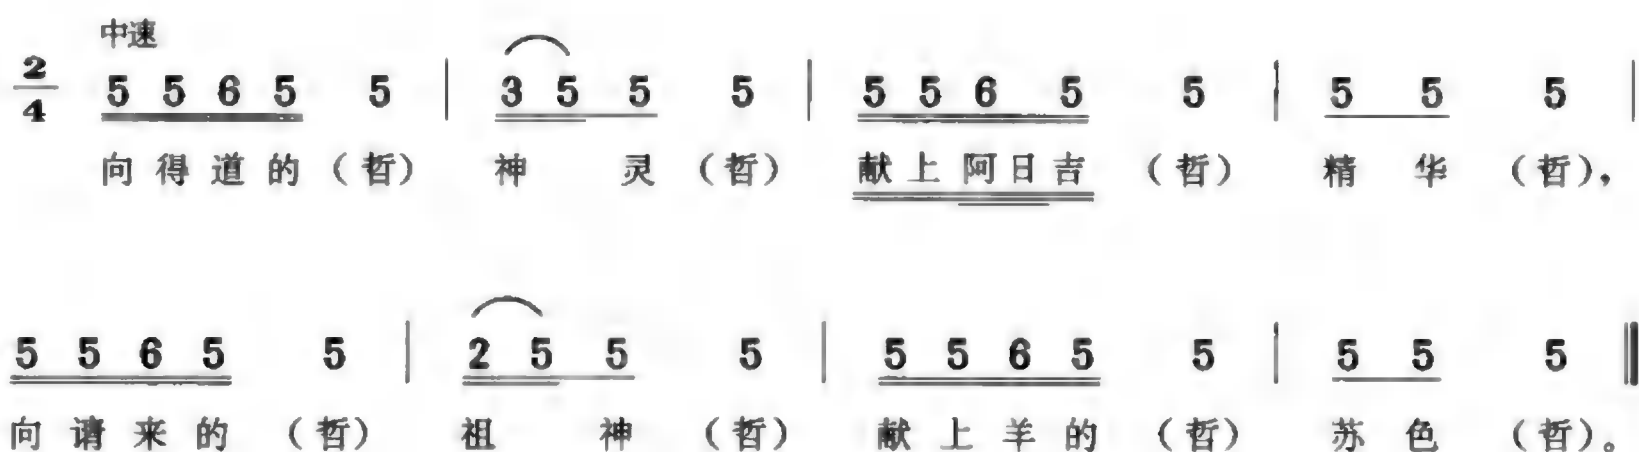 中速
2/4 5 5 6 5 5 | 3 5 5 5 | 5 5 6 5 5 | 5 5 5 |
向得道的（哲） 神 灵（哲） 献上阿日吉（哲） 精 华（哲），
5 5 6 5 5 | 2 5 5 5 | 5 5 6 5 5 | 5 5 5 ‖
向请来的（哲） 祖 神（哲） 献上羊的（哲） 苏 色（哲）。